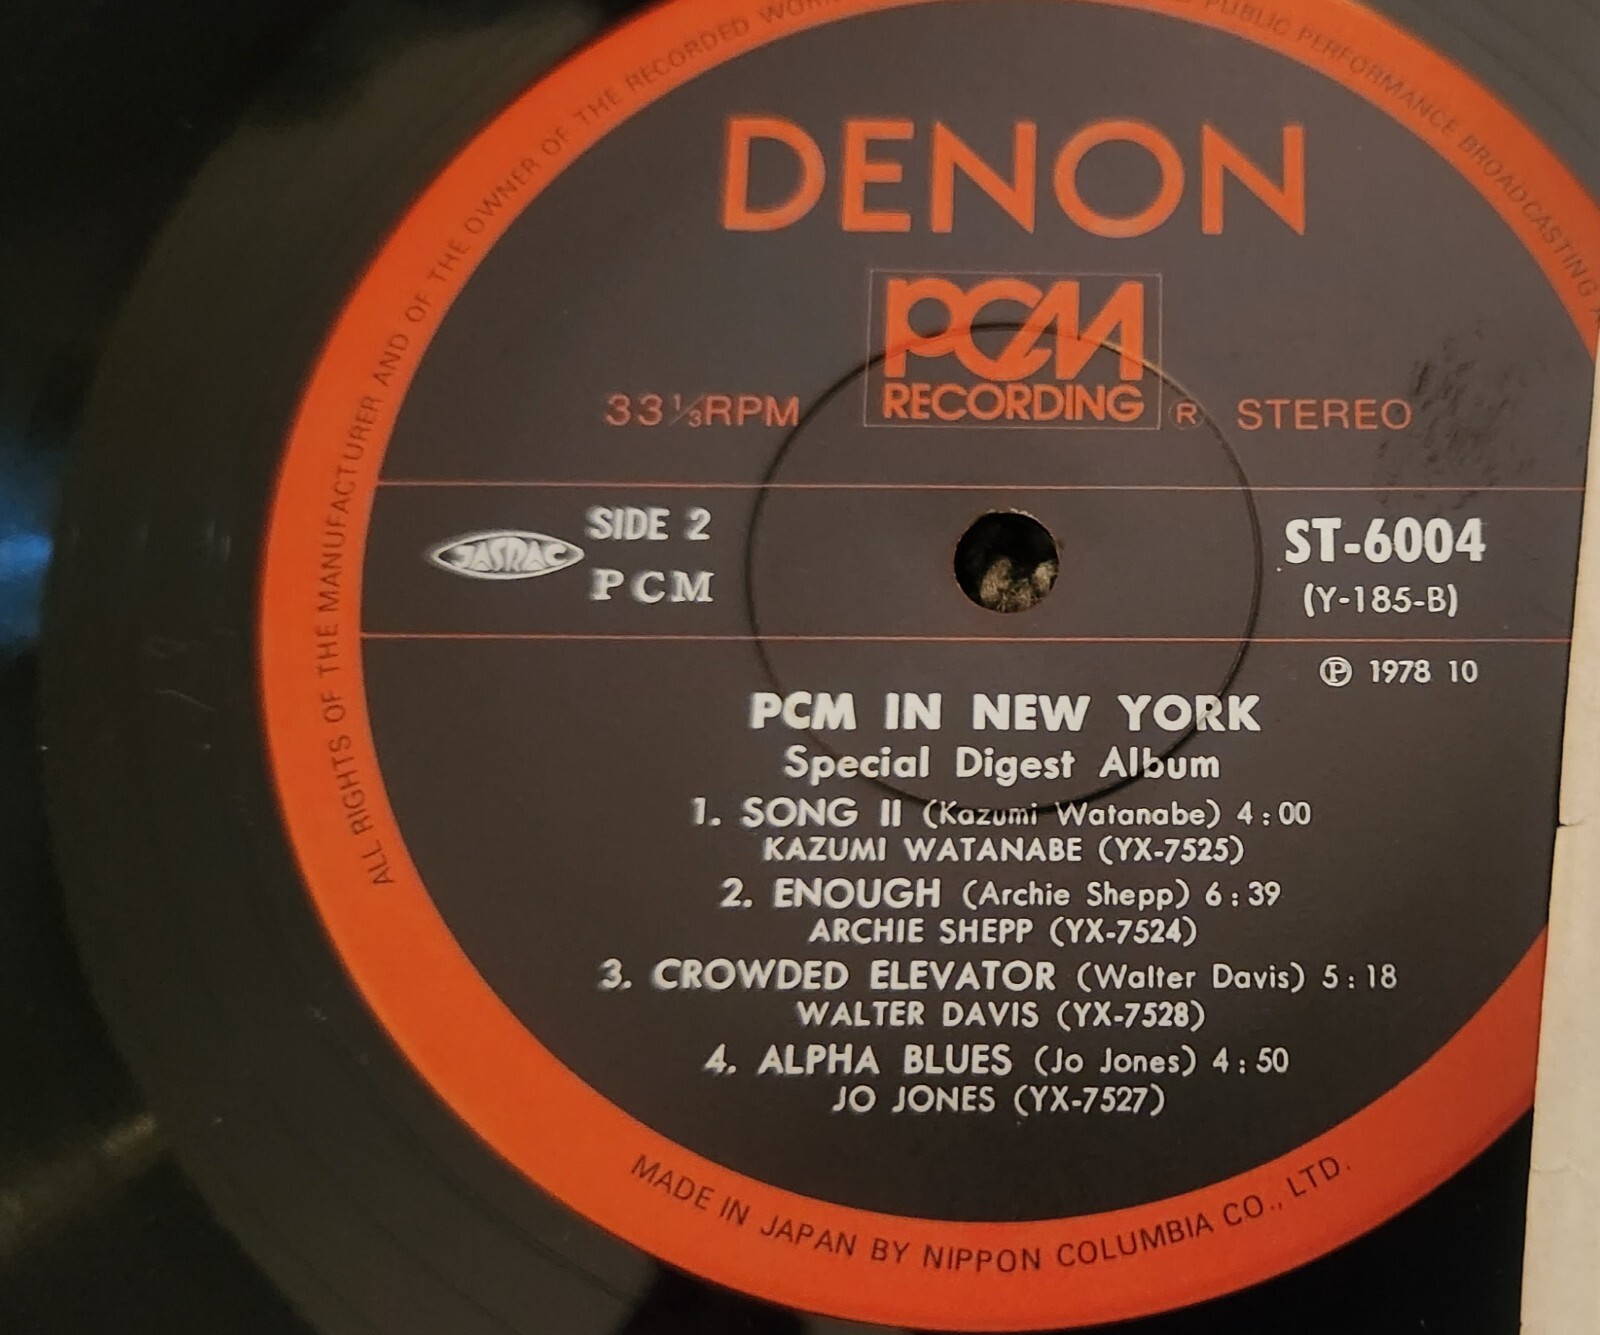 ALL RIGHTS OF THE MANUFACTURER AND OF THE OWNER OF THE RECORDED
PUBLIC PERFORMANCE BROADCASTING
DENON
PCM
RECORDING
33 1/3 RPM
® STEREO
JASRAC
SIDE 2
PCM
ST-6004
(Y-185-B)
℗ 1978 10
PCM IN NEW YORK
Special Digest Album
1. SONG II (Kazumi Watanabe) 4:00
KAZUMI WATANABE (YX-7525)
2. ENOUGH (Archie Shepp) 6:39
ARCHIE SHEPP (YX-7524)
3. CROWDED ELEVATOR (Walter Davis) 5:18
WALTER DAVIS (YX-7528)
4. ALPHA BLUES (Jo Jones) 4:50
JO JONES (YX-7527)
MADE IN JAPAN BY NIPPON COLUMBIA CO., LTD.